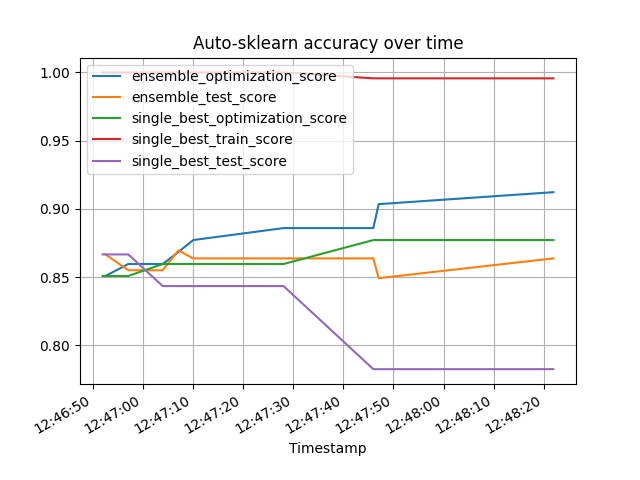 Auto-sklearn accuracy over time
1.00
0.95
0.90
0.85
0.80
ensemble_optimization_score
ensemble_test_score
single_best_optimization_score
single_best_train_score
single_best_test_score
12:46:50
12:47:00
12:47:10
12:47:20
12:47:30
12:47:40
12:47:50
12:48:00
12:48:10
12:48:20
Timestamp